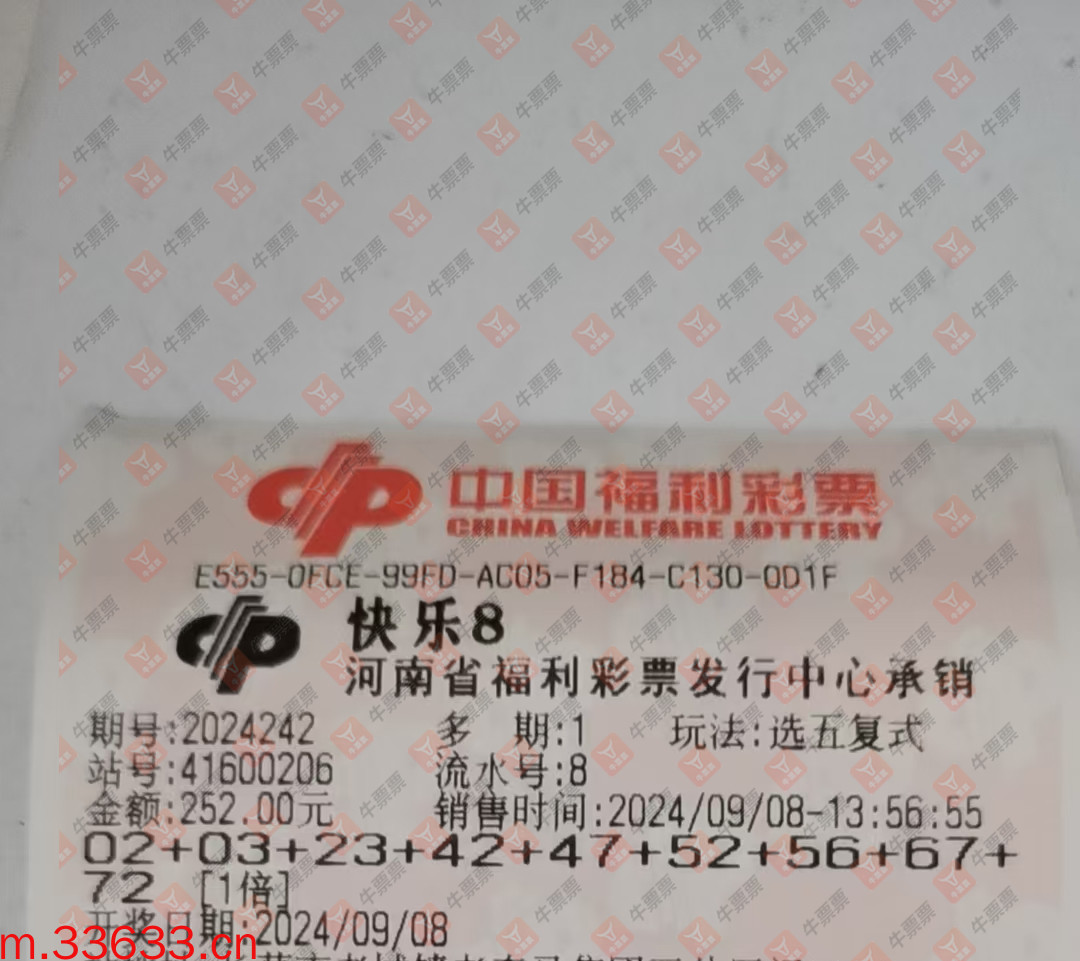 中国福利彩票
CHINA WELFARE LOTTERY
E555-0FCE-99FD-AC05-F184-C130-0D1F
快乐8
河南省福利彩票发行中心承销
期号:2024242 多 期:1 玩法:选五复式
站号:41600206 流水号:8
金额:252.00元 销售时间:2024/09/08-13:56:55
02+03+23+42+47+52+56+67+
72 [1倍]
开奖日期:2024/09/08
m.33633.cn
牛票票